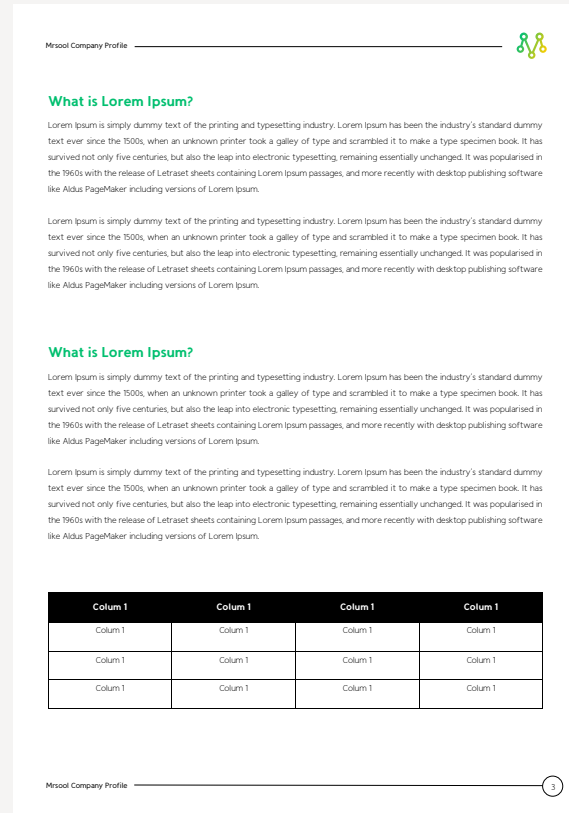 Mrsool Company Profile
What is Lorem Ipsum?
Lorem Ipsum is simply dummy text of the printing and typesetting industry. Lorem Ipsum has been the industry's standard dummy
text ever since the 1500s, when an unknown printer took a galley of type and scrambled it to make a type specimen book. It has
survived not only five centuries, but also the leap into electronic typesetting, remaining essentially unchanged. It was popularised in
the 1960s with the release of Letraset sheets containing Lorem Ipsum passages, and more recently with desktop publishing software
like Aldus PageMaker including versions of Lorem Ipsum.
Lorem Ipsum is simply dummy text of the printing and typesetting industry. Lorem Ipsum has been the industry's standard dummy
text ever since the 1500s, when an unknown printer took a galley of type and scrambled it to make a type specimen book. It has
survived not only five centuries, but also the leap into electronic typesetting, remaining essentially unchanged. It was popularised in
the 1960s with the release of Letraset sheets containing Lorem Ipsum passages, and more recently with desktop publishing software
like Aldus PageMaker including versions of Lorem Ipsum.
What is Lorem Ipsum?
Lorem Ipsum is simply dummy text of the printing and typesetting industry. Lorem Ipsum has been the industry's standard dummy
text ever since the 1500s, when an unknown printer took a galley of type and scrambled it to make a type specimen book. It has
survived not only five centuries, but also the leap into electronic typesetting, remaining essentially unchanged. It was popularised in
the 1960s with the release of Letraset sheets containing Lorem Ipsum passages, and more recently with desktop publishing software
like Aldus PageMaker including versions of Lorem Ipsum.
Lorem Ipsum is simply dummy text of the printing and typesetting industry. Lorem Ipsum has been the industry's standard dummy
text ever since the 1500s, when an unknown printer took a galley of type and scrambled it to make a type specimen book. It has
survived not only five centuries, but also the leap into electronic typesetting, remaining essentially unchanged. It was popularised in
the 1960s with the release of Letraset sheets containing Lorem Ipsum passages, and more recently with desktop publishing software
like Aldus PageMaker including versions of Lorem Ipsum.
Colum 1 Colum 1 Colum 1 Colum 1
Colum 1 Colum 1 Colum 1 Colum 1
Colum 1 Colum 1 Colum 1 Colum 1
Colum 1 Colum 1 Colum 1 Colum 1
Mrsool Company Profile 3